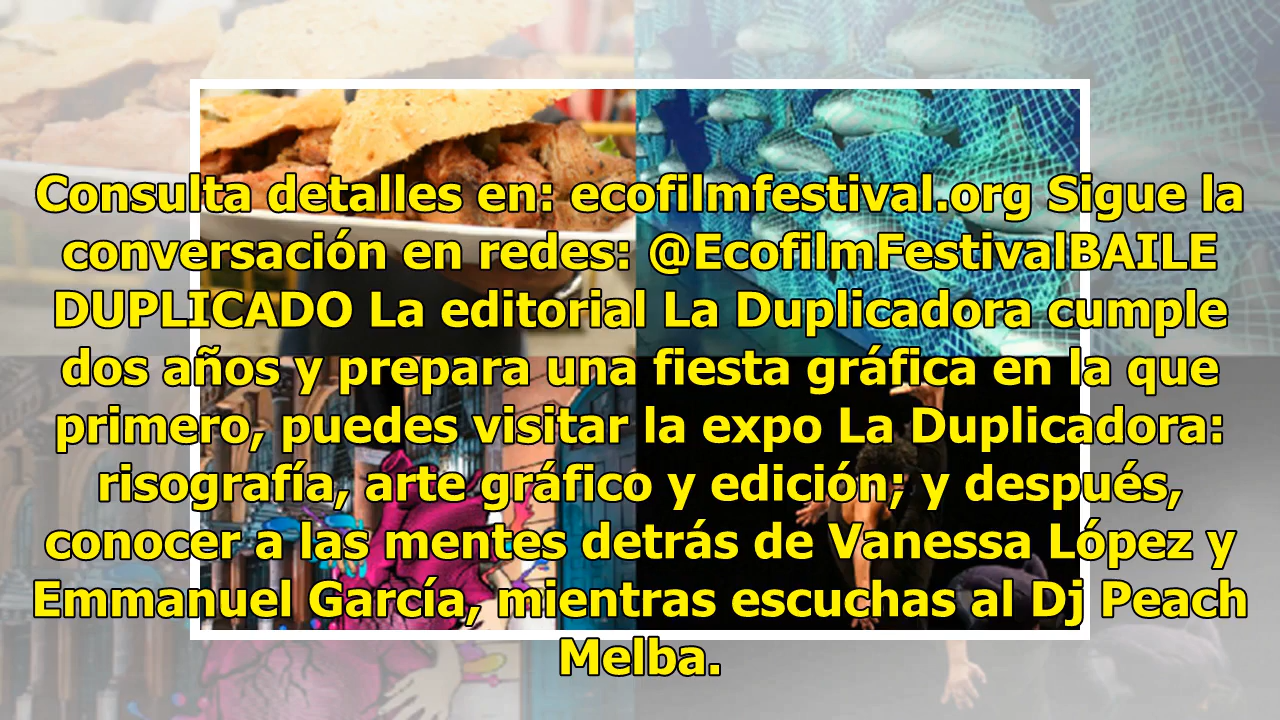 Consulta detalles en: ecofilmfestival.org Sigue la
conversación en redes: @EcofilmFestivalBAILE
DUPLICADO La editorial La Duplicadora cumple
dos años y prepara una fiesta gráfica en la que
primero, puedes visitar la expo La Duplicadora:
risografía, arte gráfico y edición; y después,
conocer a las mentes detrás de Vanessa López y
Emmanuel García, mientras escuchas al Dj Peach
Melba.